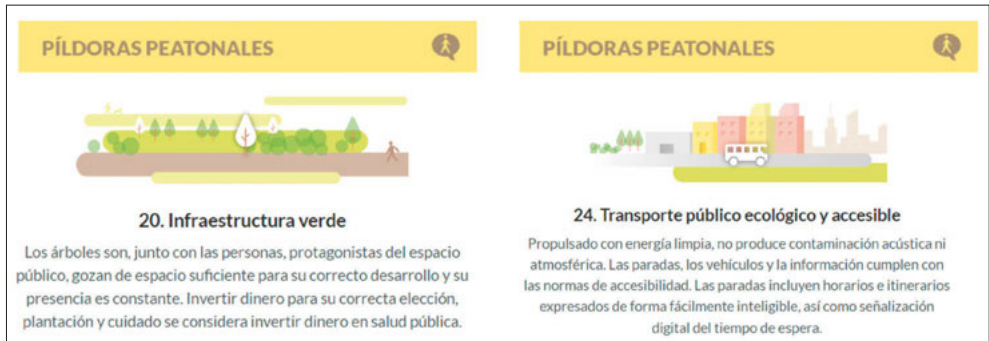 PÍLDORAS PEATONALES
20. Infraestructura verde
Los árboles son, junto con las personas, protagonistas del espacio
público, gozan de espacio suficiente para su correcto desarrollo y su
presencia es constante. Invertir dinero para su correcta elección,
plantación y cuidado se considera invertir dinero en salud pública.
PÍLDORAS PEATONALES
24. Transporte público ecológico y accesible
Propulsado con energía limpia, no produce contaminación acústica ni
atmosférica. Las paradas, los vehículos y la información cumplen con
las normas de accesibilidad. Las paradas incluyen horarios e itinerarios
expresados de forma fácilmente inteligible, así como señalización
digital del tiempo de espera.